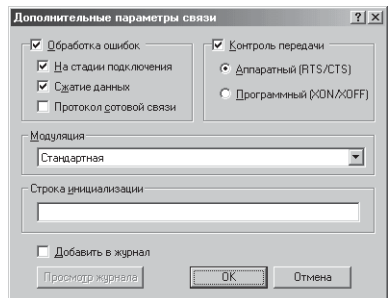 Дополнительные параметры связи
Обработка ошибок
На стадии подключения
Сжатие данных
Протокол сотовой связи
Контроль передачи
Аппаратный (RTS/CTS)
Программный (XON/XOFF)
Модуляция
Стандартная
Строка инициализации
Добавить в журнал
Просмотр журнала
OK
Отмена